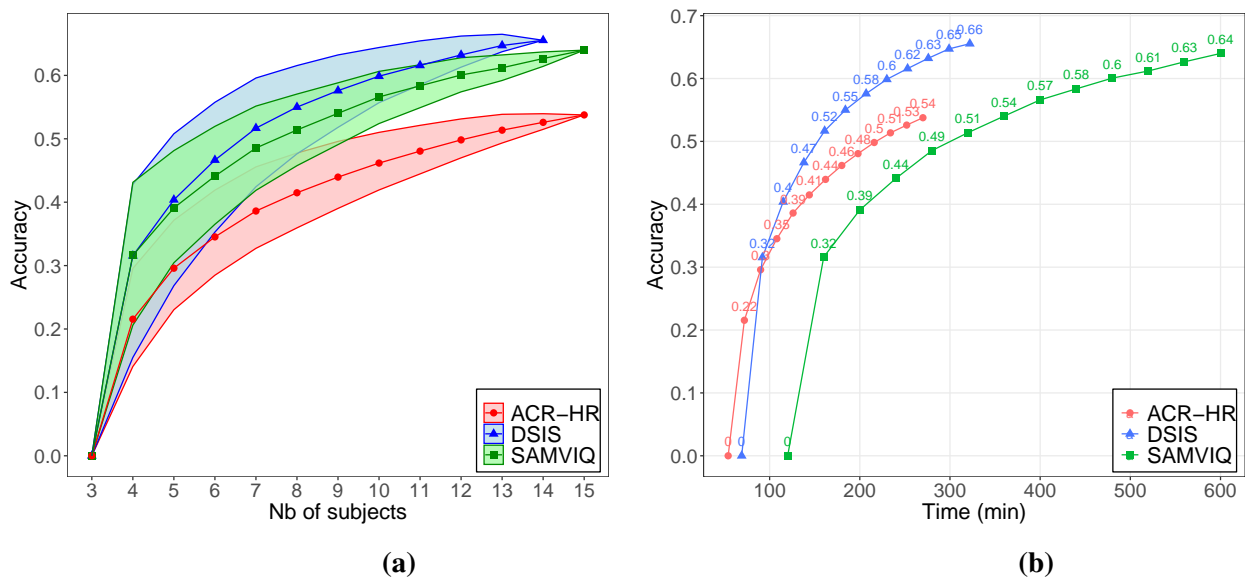 0.6
0.5
0.4
0.3
0.2
0.1
0.0
Accuracy
3 4 5 6 7 8 9 10 11 12 13 14 15
Nb of subjects
ACR−HR
DSIS
SAMVIQ
(a)
0.7
0.6
0.5
0.4
0.3
0.2
0.1
0.0
Accuracy
0 0.22 0.3 0.35 0.39 0.41 0.44 0.46 0.48 0.5 0.51 0.53 0.54
0 0.32 0.4 0.47 0.52 0.55 0.58 0.6 0.62 0.63 0.65 0.66
0 0.32 0.39 0.44 0.49 0.51 0.54 0.57 0.58 0.6 0.61 0.63 0.64
100 200 300 400 500 600
Time (min)
ACR−HR
DSIS
SAMVIQ
(b)